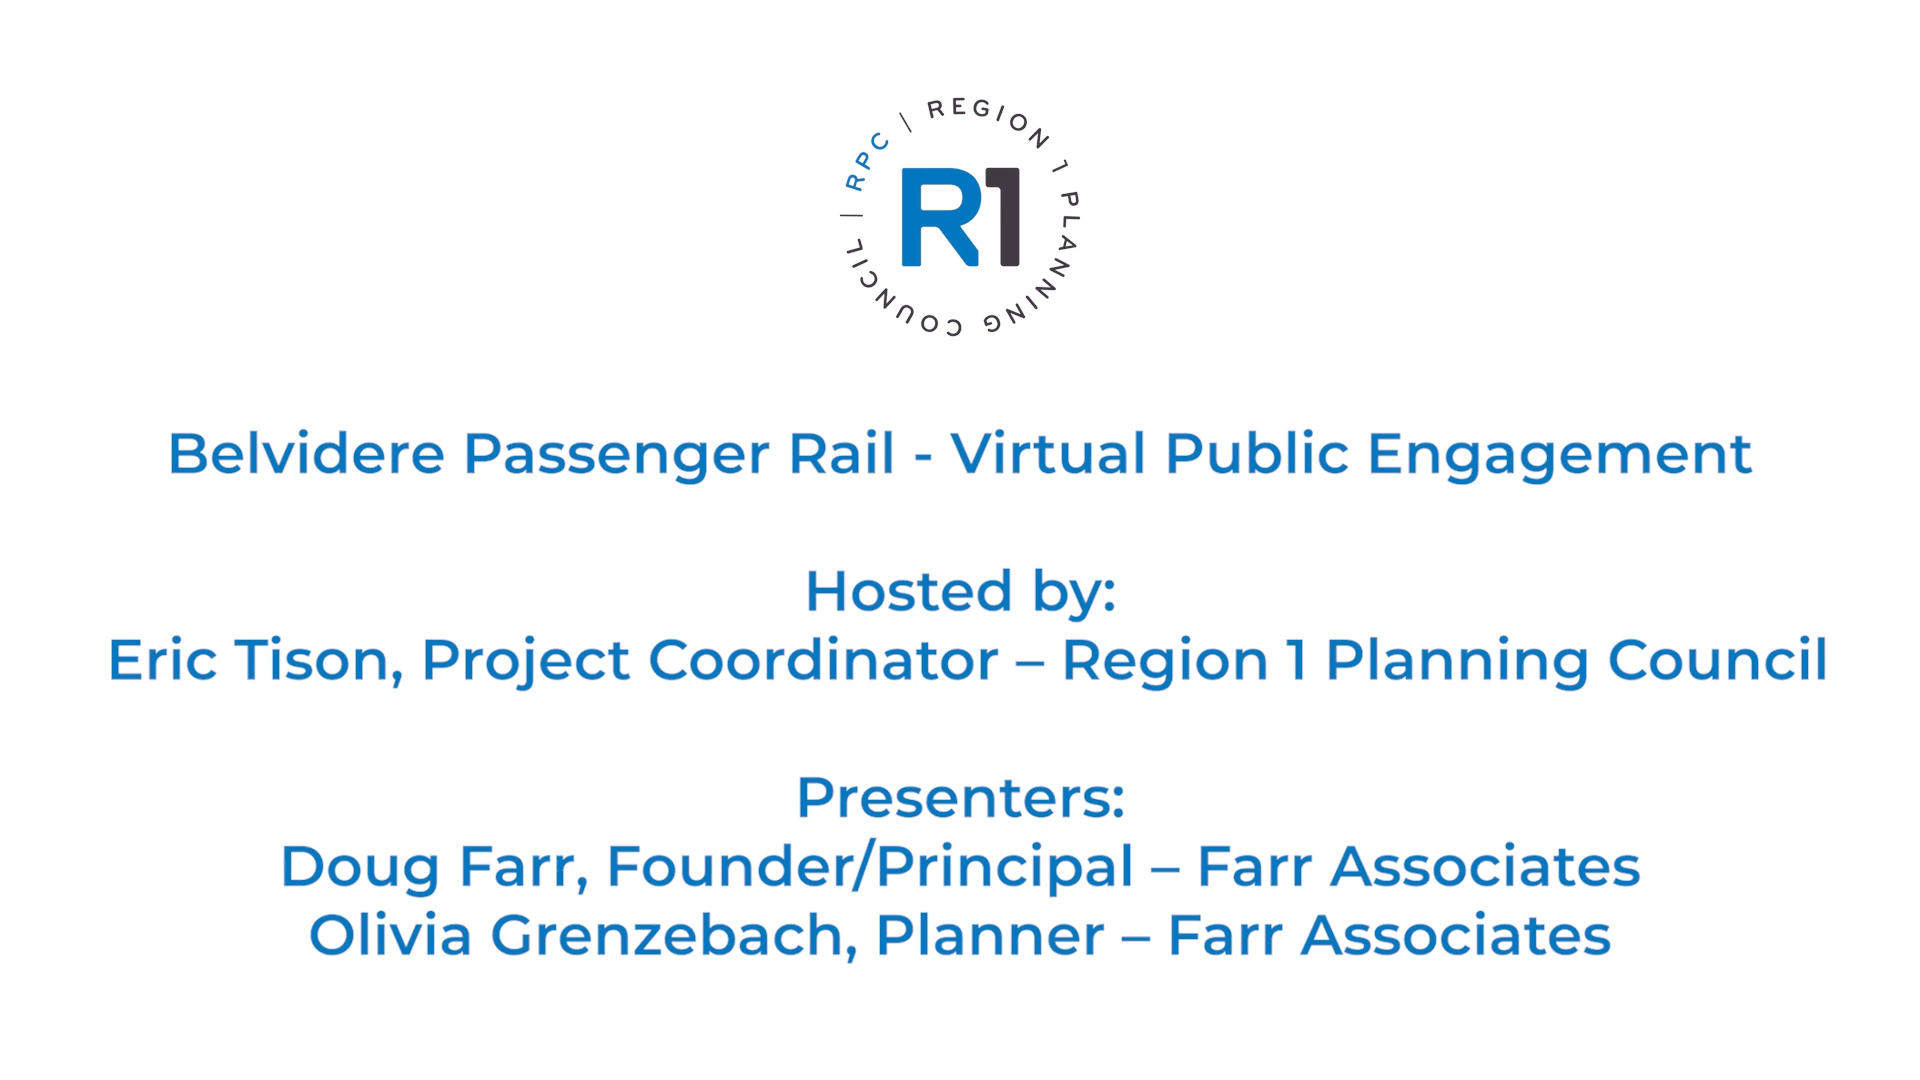 RPC | REGION 1 PLANNING COUNCIL |
R1
Belvidere Passenger Rail - Virtual Public Engagement
Hosted by:
Eric Tison, Project Coordinator – Region 1 Planning Council
Presenters:
Doug Farr, Founder/Principal – Farr Associates
Olivia Grenzebach, Planner – Farr Associates